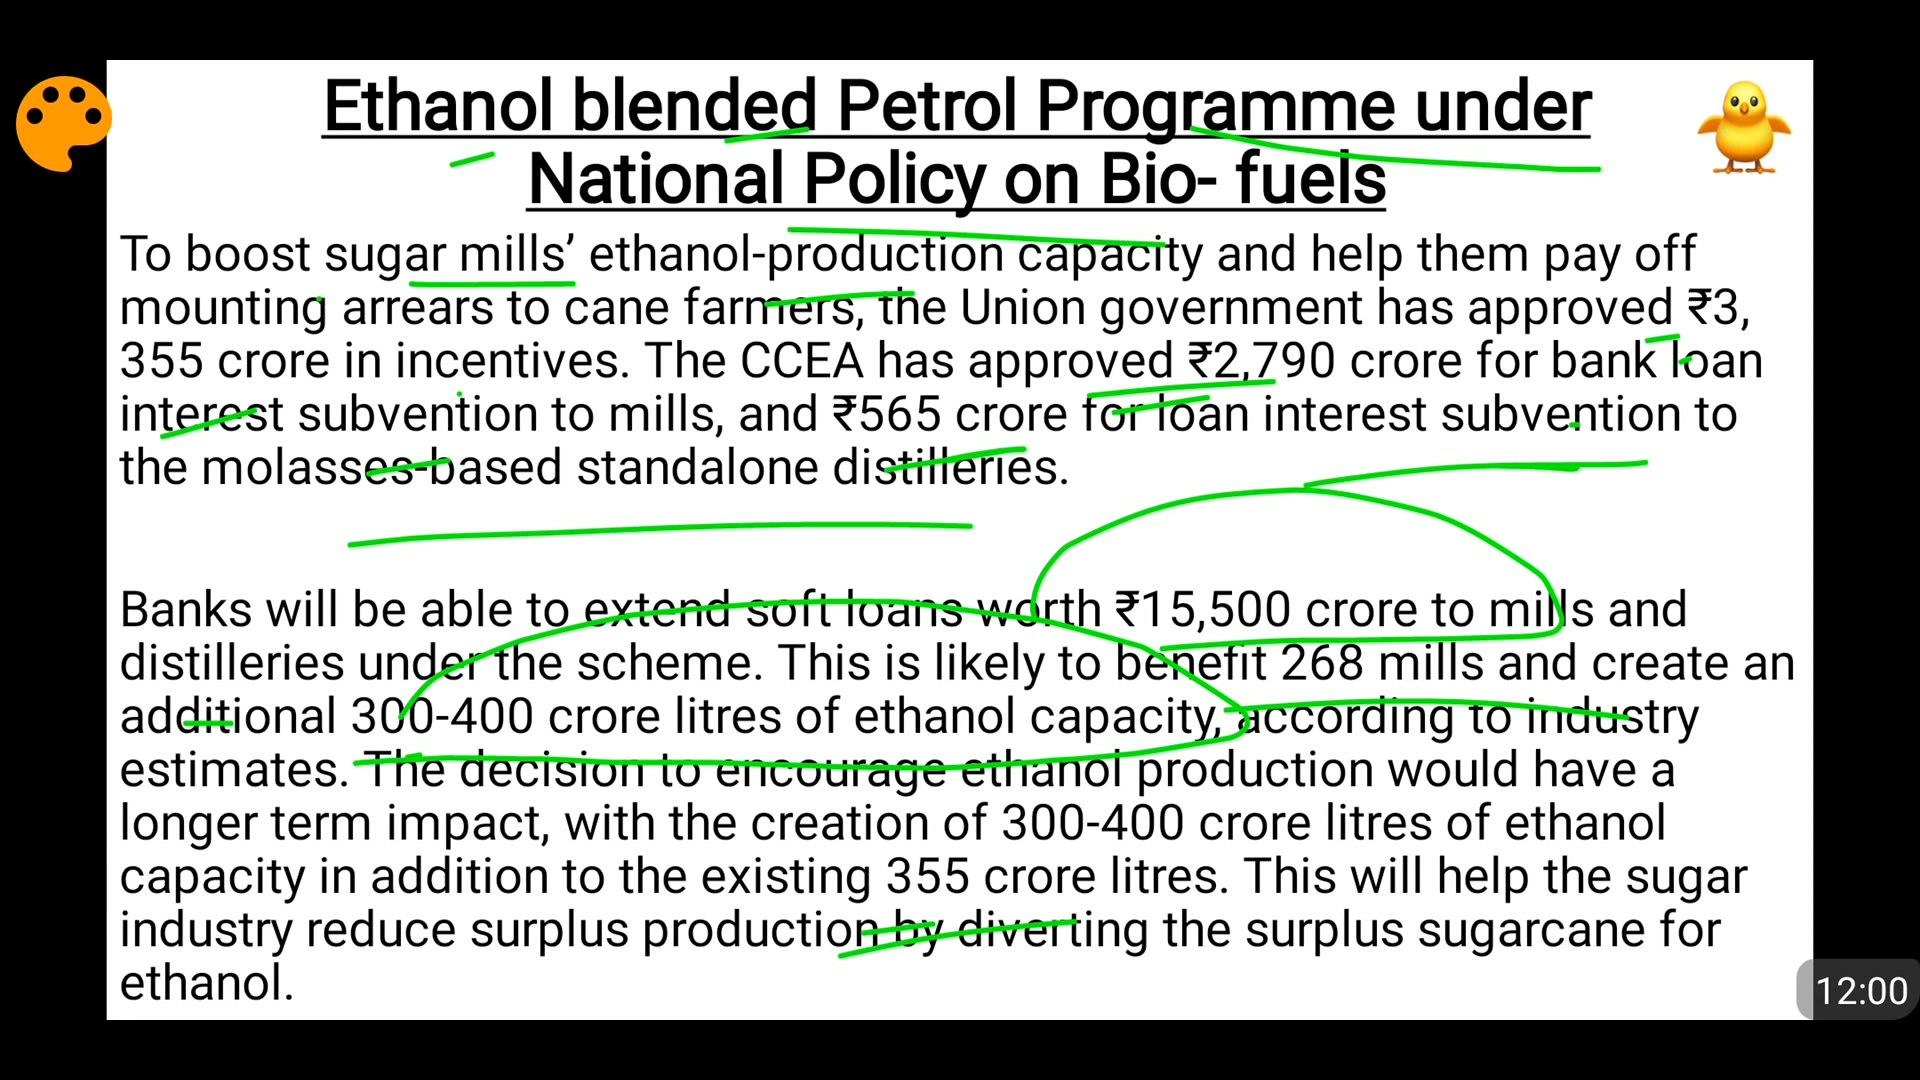 Ethanol blended Petrol Programme under
National Policy on Bio- fuels
To boost sugar mills’ ethanol-production capacity and help them pay off
mounting arrears to cane farmers, the Union government has approved ₹3,
355 crore in incentives. The CCEA has approved ₹2,790 crore for bank loan
interest subvention to mills, and ₹565 crore for loan interest subvention to
the molasses-based standalone distilleries.
Banks will be able to extend soft loans worth ₹15,500 crore to mills and
distilleries under the scheme. This is likely to benefit 268 mills and create an
additional 300-400 crore litres of ethanol capacity, according to industry
estimates. The decision to encourage ethanol production would have a
longer term impact, with the creation of 300-400 crore litres of ethanol
capacity in addition to the existing 355 crore litres. This will help the sugar
industry reduce surplus production by diverting the surplus sugarcane for
ethanol.
12:00